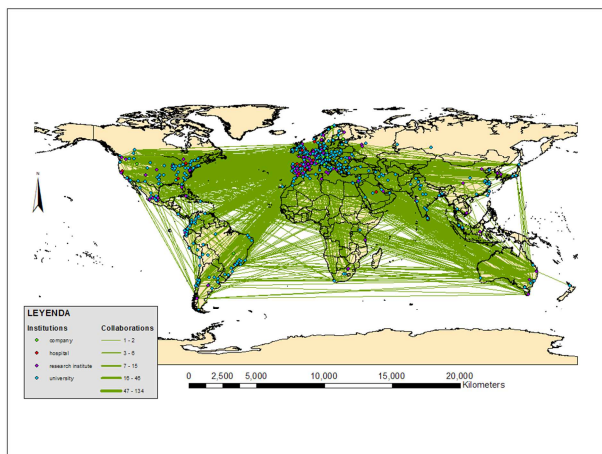 N
LEYENDA
Institutions Collaborations
company 1 - 2
hospital 3 - 6
research institute 7 - 15
university 16 - 46
47 - 134
0 2,500 5,000 10,000 15,000 20,000
Kilometers